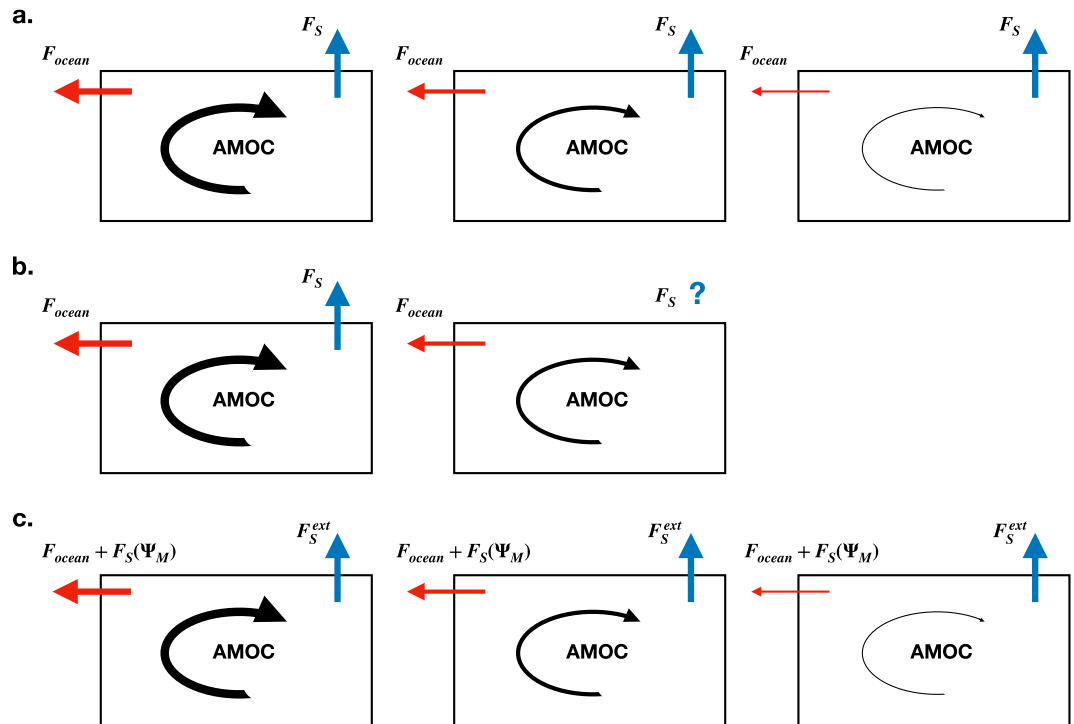 a.
F_S F_S F_S
F_ocean F_ocean F_ocean
AMOC AMOC AMOC
b.
F_S F_S ?
F_ocean F_ocean
AMOC AMOC
c.
F_S^ext F_S^ext F_S^ext
F_ocean + F_S(Ψ_M) F_ocean + F_S(Ψ_M) F_ocean + F_S(Ψ_M)
AMOC AMOC AMOC